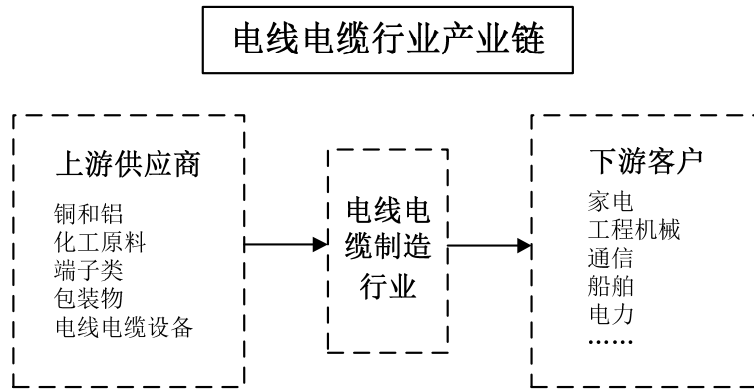 电线电缆行业产业链
上游供应商
铜和铝
化工原料
端子类
包装物
电线电缆设备
电线电
缆制造
行业
下游客户
家电
工程机械
通信
船舶
电力
……